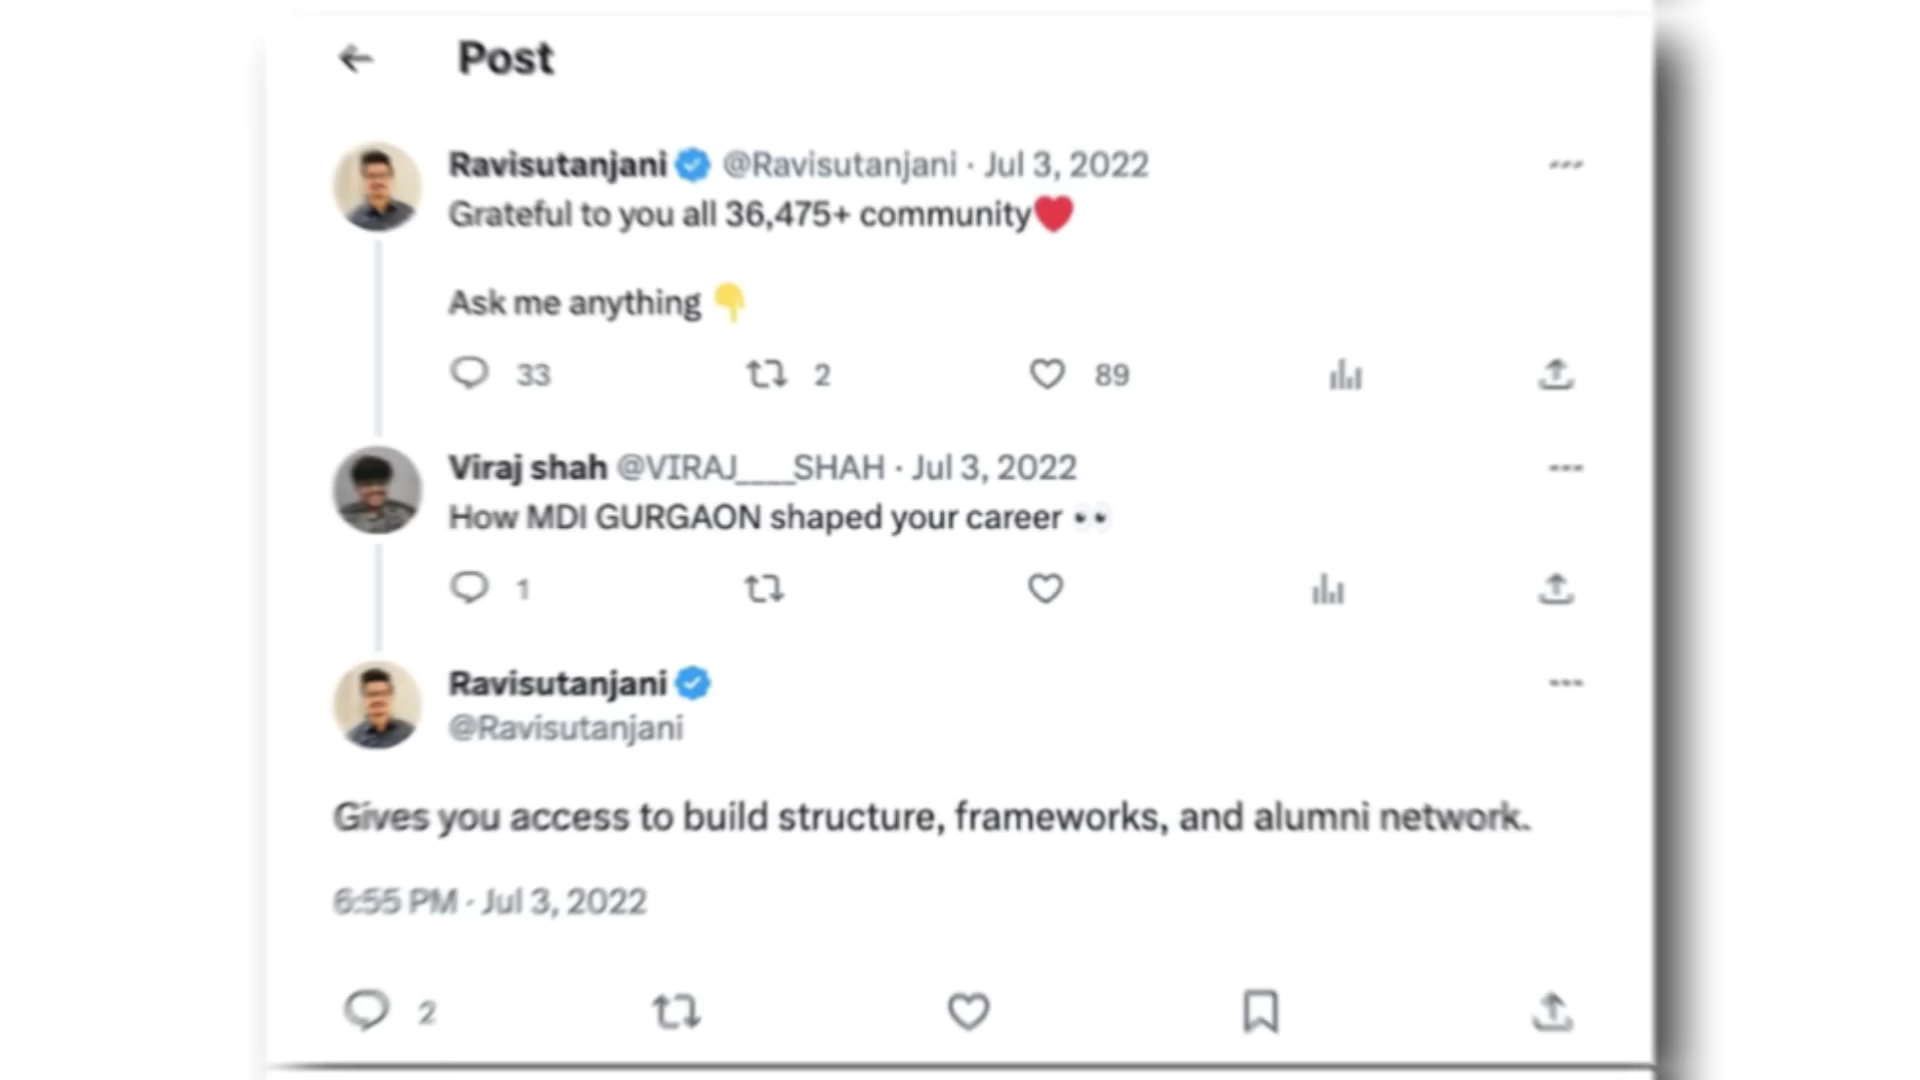 Post
Ravisutanjani @Ravisutanjani · Jul 3, 2022
Grateful to you all 36,475+ community❤️
Ask me anything 👇
33 2 89
Viraj shah @VIRAJ____SHAH · Jul 3, 2022
How MDI GURGAON shaped your career 👀
1
Ravisutanjani
@Ravisutanjani
Gives you access to build structure, frameworks, and alumni network.
6:55 PM · Jul 3, 2022
2